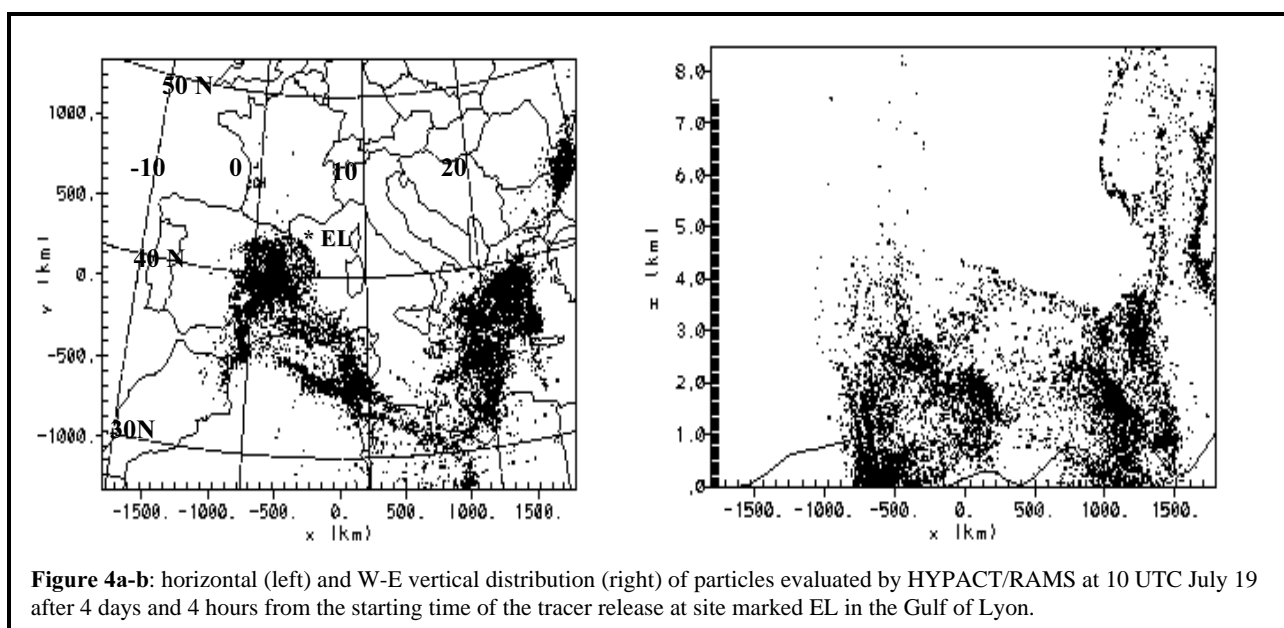 50 N
1000.
-10 0 10 20
500.
* EL
40 N
0.
Y (km)
-500.
30N
-1000.
-1500. -1000. -500. 0. 500. 1000. 1500.
x (km)
8.0
7.0
6.0
5.0
H (km)
4.0
3.0
2.0
1.0
.0
-1500. -1000. -500. 0. 500. 1000. 1500.
x (km)
Figure 4a-b: horizontal (left) and W-E vertical distribution (right) of particles evaluated by HYPACT/RAMS at 10 UTC July 19
after 4 days and 4 hours from the starting time of the tracer release at site marked EL in the Gulf of Lyon.